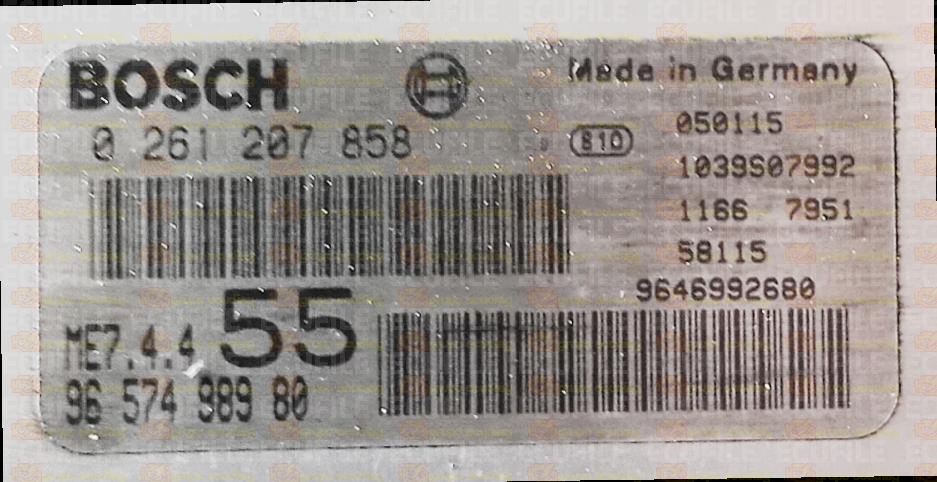 BOSCH
Made in Germany
0 261 207 858
810
050115
1039S07992
1166 7951
58115
9646992680
ME7.4.4
55
96 574 989 80